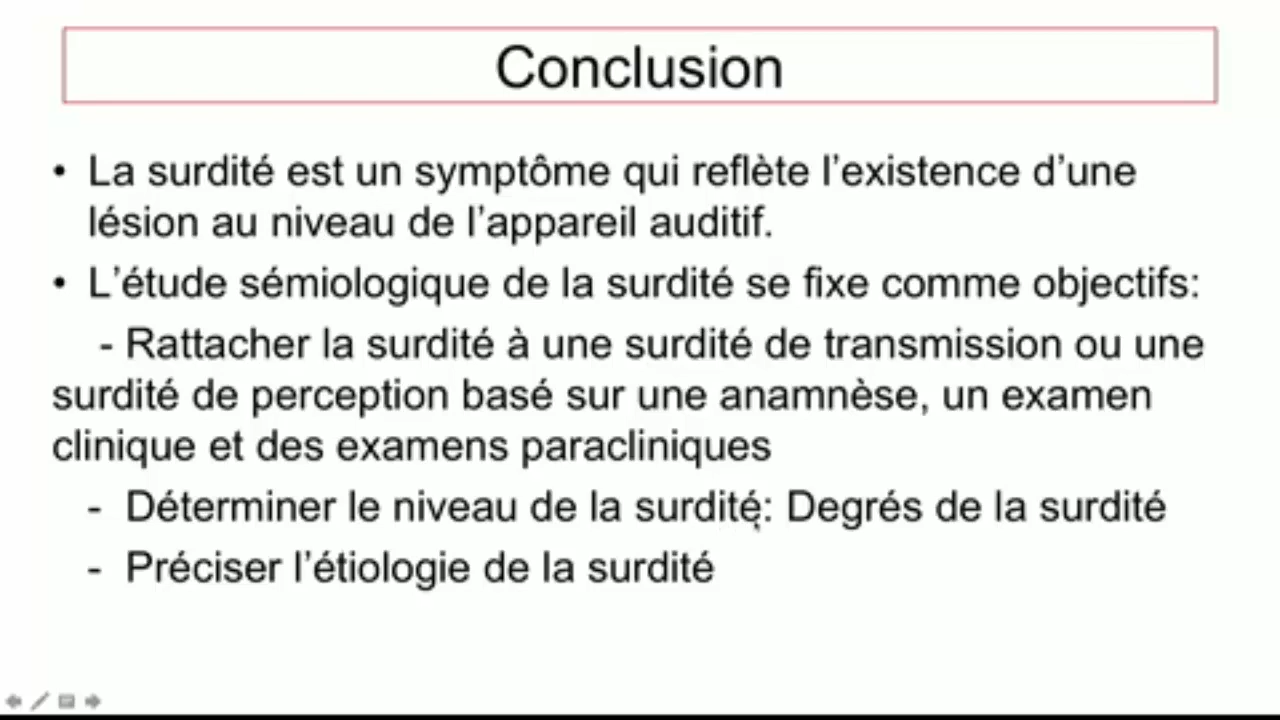 Conclusion
• La surdité est un symptôme qui reflète l’existence d’une
lésion au niveau de l’appareil auditif.
• L’étude sémiologique de la surdité se fixe comme objectifs:
- Rattacher la surdité à une surdité de transmission ou une
surdité de perception basé sur une anamnèse, un examen
clinique et des examens paracliniques
- Déterminer le niveau de la surdité: Degrés de la surdité
- Préciser l’étiologie de la surdité